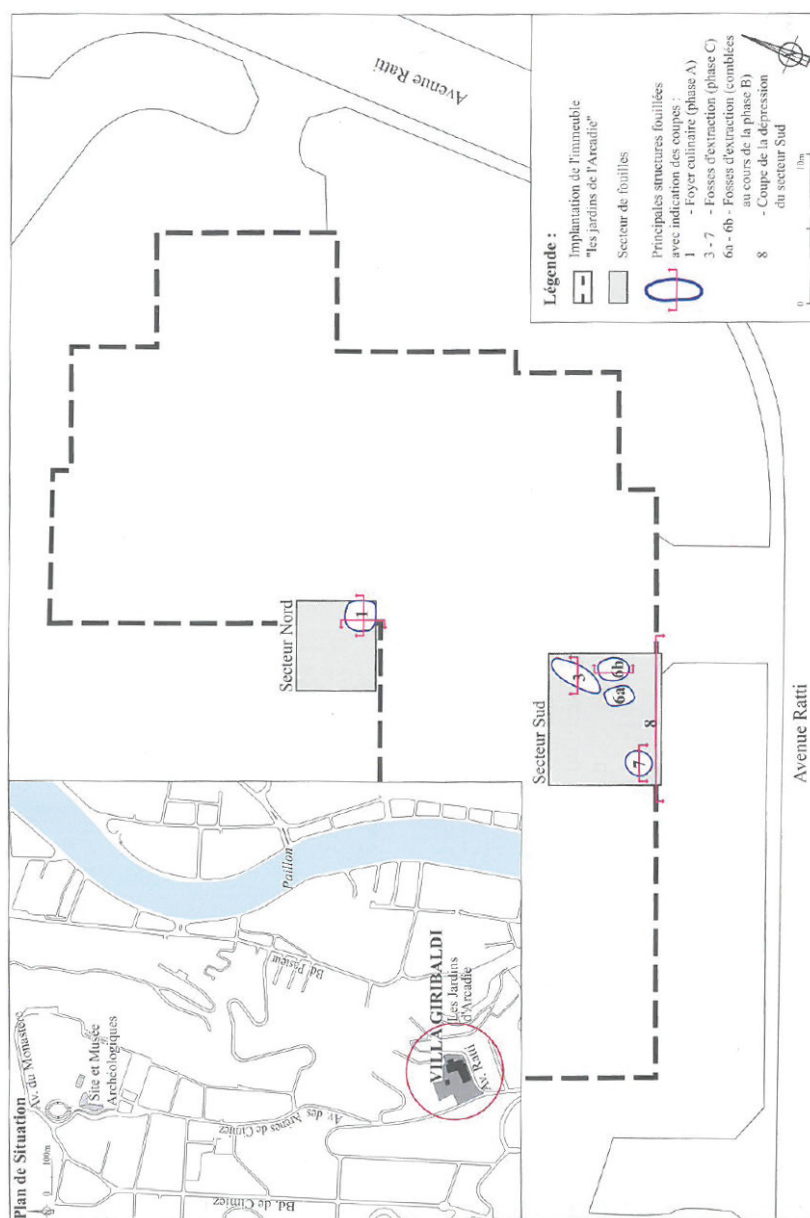 Plan de Situation
0 100m
Av. du Monastère
Site et Musée
Archéologiques
Bd. de Cimiez
Av. des Arènes de Cimiez
Bd. Pasteur
Paillon
VILLA GIRIBALDI
Les Jardins
d'Arcadie
Av. Ratti
Secteur Nord
1
Secteur Sud
3
6a
6b
7
8
Avenue Ratti
Avenue Ratti
Légende :
Implantation de l'immeuble
"les jardins de l'Arcadie"
Secteur de fouilles
Principales structures fouillées
avec indication des coupes :
1 - Foyer culinaire (phase A)
3 - 7 - Fosses d'extraction (phase C)
6a - 6b - Fosses d'extraction (comblées
au cours de la phase B)
8 - Coupe de la dépression
du secteur Sud
0 10m